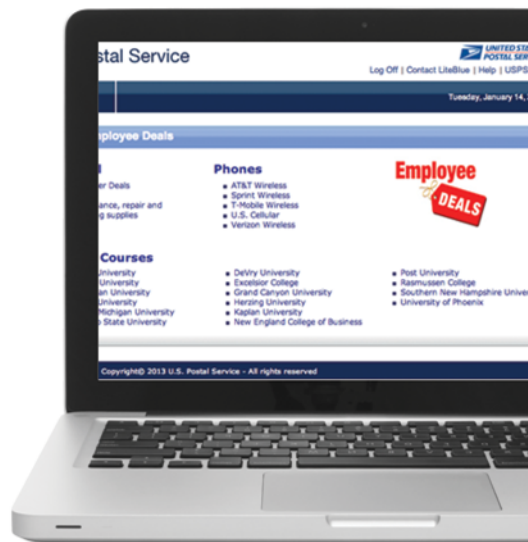 stal Service
UNITED STATES
POSTAL SERV
Log Off | Contact LiteBlue | Help | USPS
Tuesday, January 14,
ployee Deals
er Deals
ance, repair and
g supplies
Phones
AT&T Wireless
Sprint Wireless
T-Mobile Wireless
U.S. Cellular
Verizon Wireless
Employee
DEALS
Courses
University
University
an University
University
Michigan University
o State University
DeVry University
Excelsior College
Grand Canyon University
Herzing University
Kaplan University
New England College of Business
Post University
Rasmussen College
Southern New Hampshire Univer
University of Phoenix
Copyright© 2013 U.S. Postal Service - All rights reserved